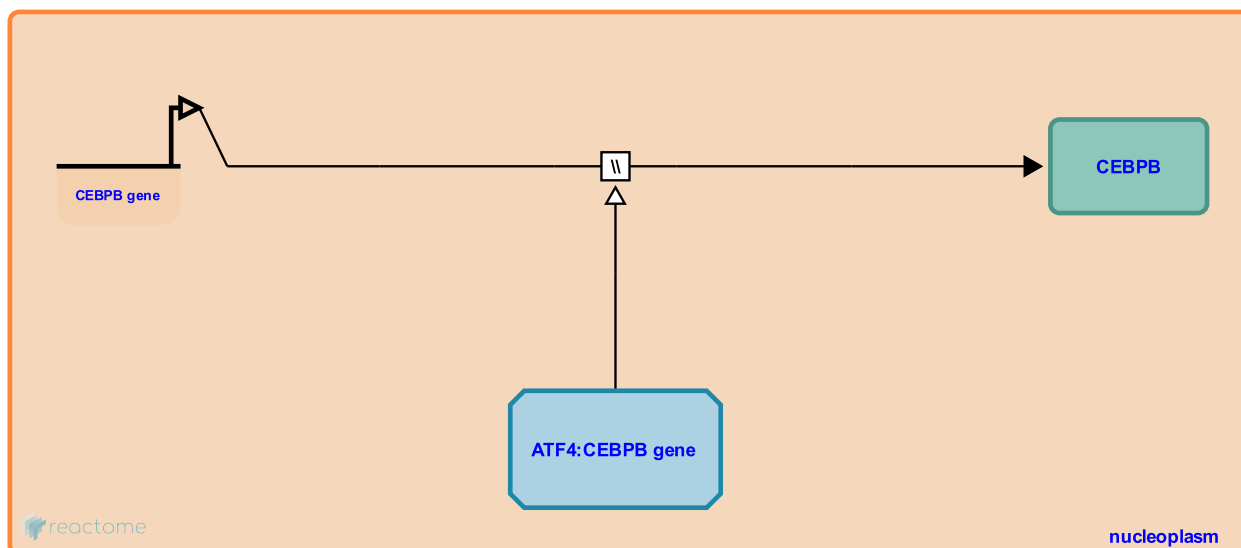 CEBPB gene
\\
CEBPB
ATF4:CEBPB gene
reactome
nucleoplasm